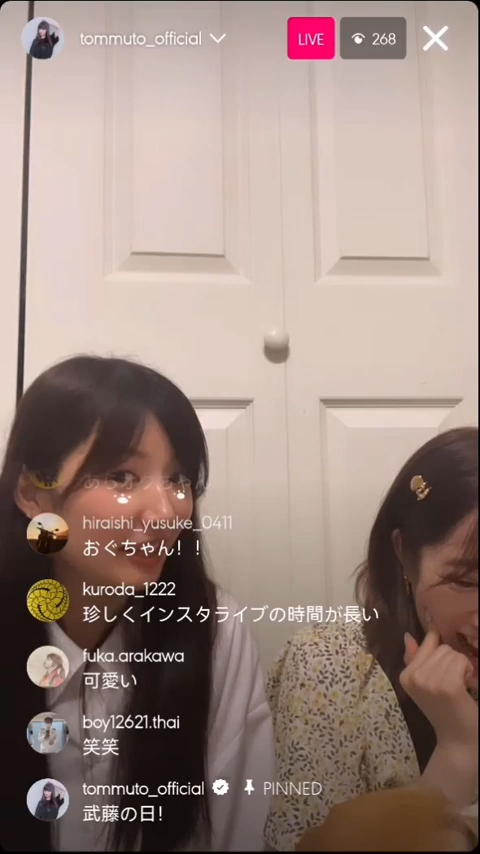 tommuto_official
LIVE
268
hiraishi_yusuke_0411
おぐちゃん！！
kuroda_1222
珍しくインスタライブの時間が長い
fuka.arakawa
可愛い
boy12621.thai
笑笑
tommuto_official PINNED
武藤の日！